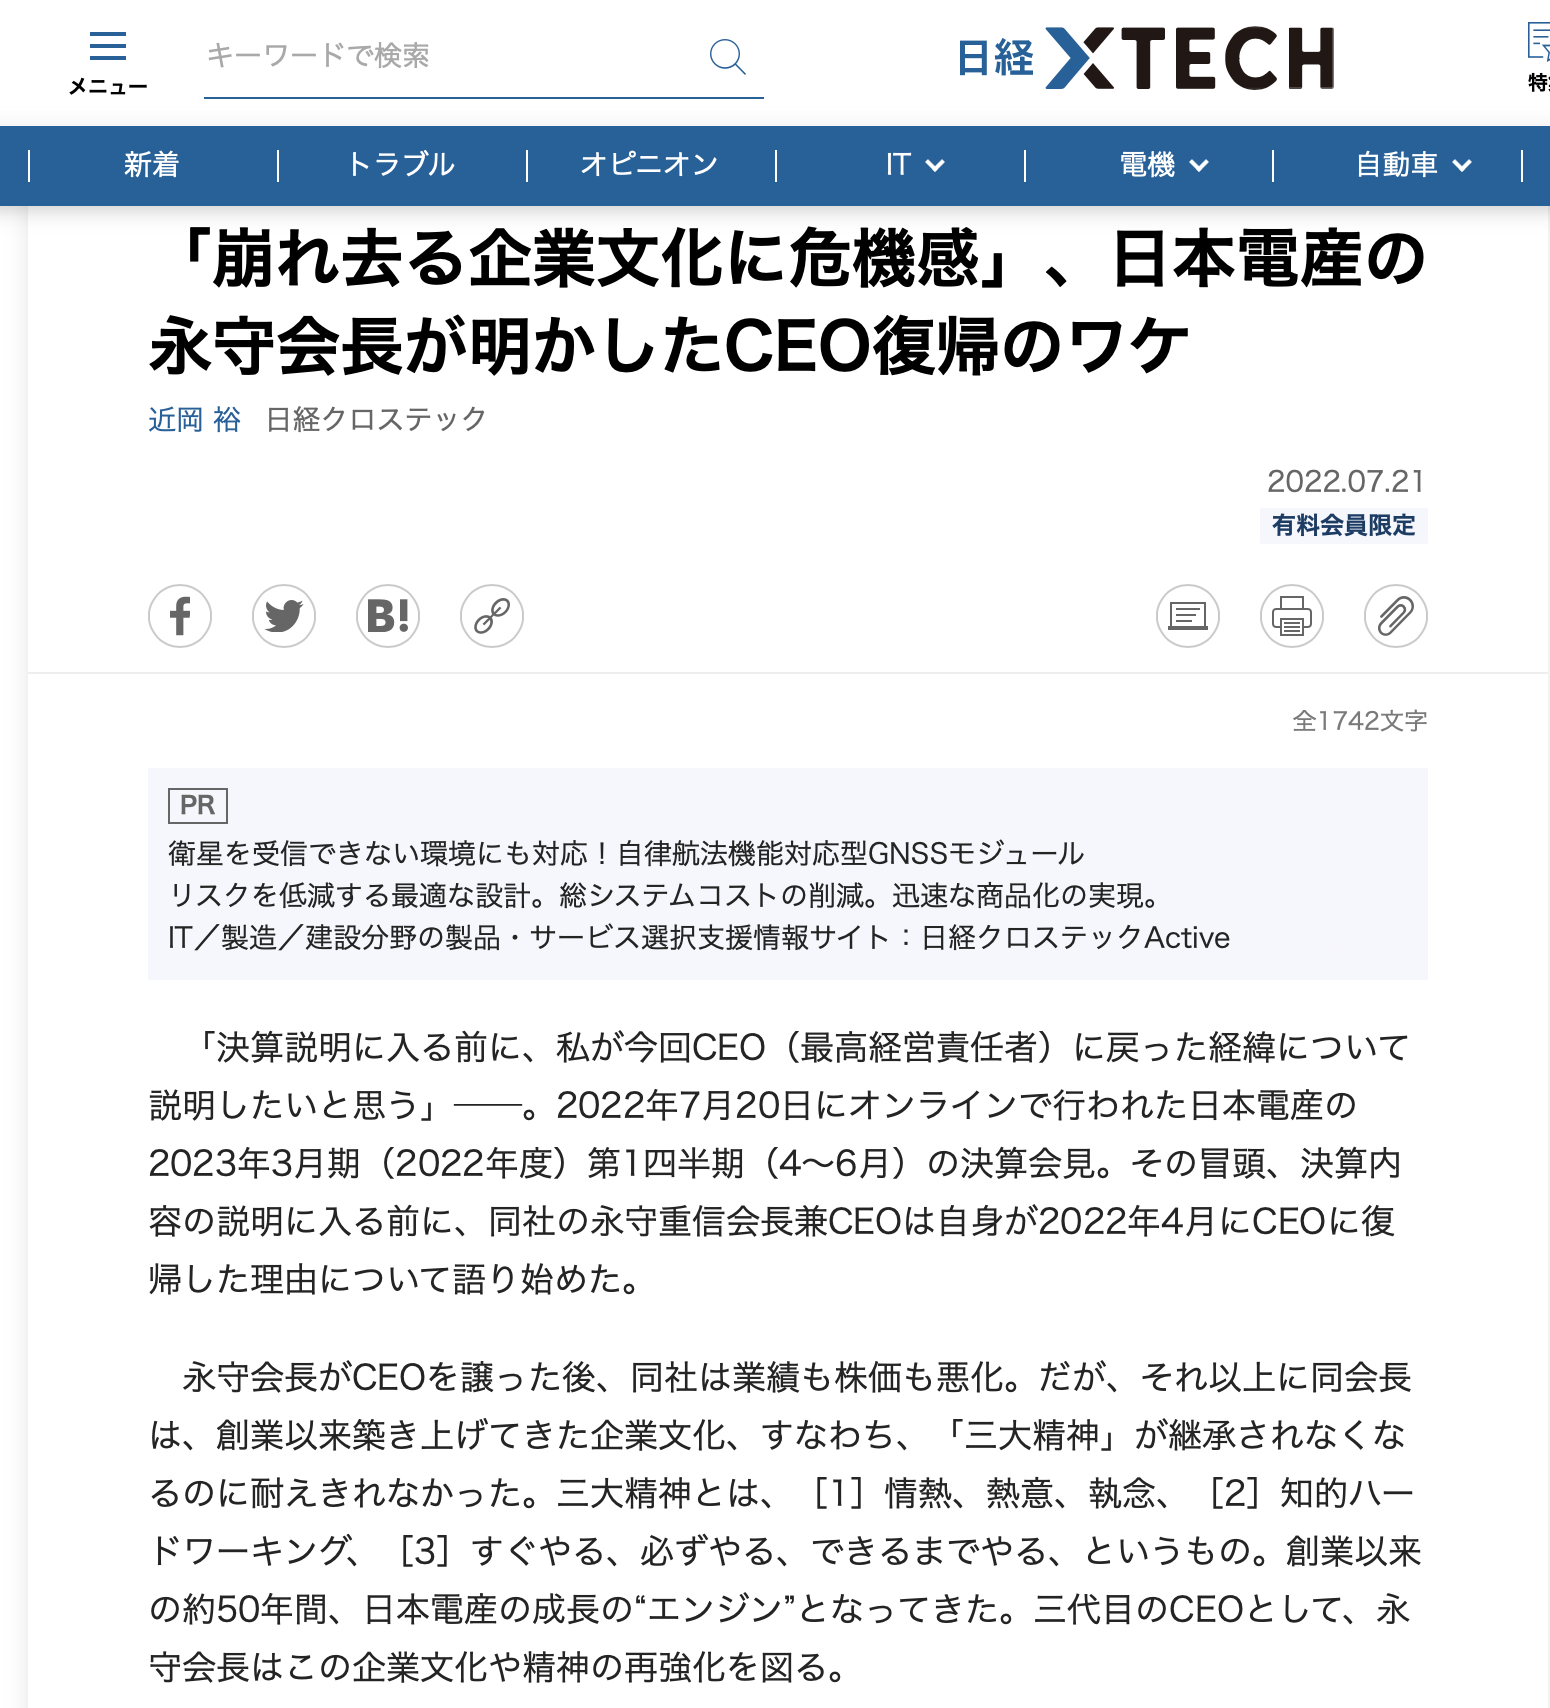 メニュー
キーワードで検索
日経 XTECH
特
新着
トラブル
オピニオン
IT
電機
自動車
「崩れ去る企業文化に危機感」、日本電産の
永守会長が明かしたCEO復帰のワケ
近岡 裕 日経クロステック
2022.07.21
有料会員限定
B!
全1742文字
PR
衛星を受信できない環境にも対応！自律航法機能対応型GNSSモジュール
リスクを低減する最適な設計。総システムコストの削減。迅速な商品化の実現。
IT／製造／建設分野の製品・サービス選択支援情報サイト：日経クロステックActive
「決算説明に入る前に、私が今回CEO（最高経営責任者）に戻った経緯について
説明したいと思う」――。2022年7月20日にオンラインで行われた日本電産の
2023年3月期（2022年度）第1四半期（4～6月）の決算会見。その冒頭、決算内
容の説明に入る前に、同社の永守重信会長兼CEOは自身が2022年4月にCEOに復
帰した理由について語り始めた。
永守会長がCEOを譲った後、同社は業績も株価も悪化。だが、それ以上に同会長
は、創業以来築き上げてきた企業文化、すなわち、「三大精神」が継承されなくな
るのに耐えきれなかった。三大精神とは、［1］情熱、熱意、執念、［2］知的ハー
ドワーキング、［3］すぐやる、必ずやる、できるまでやる、というもの。創業以来
の約50年間、日本電産の成長の“エンジン”となってきた。三代目のCEOとして、永
守会長はこの企業文化や精神の再強化を図る。